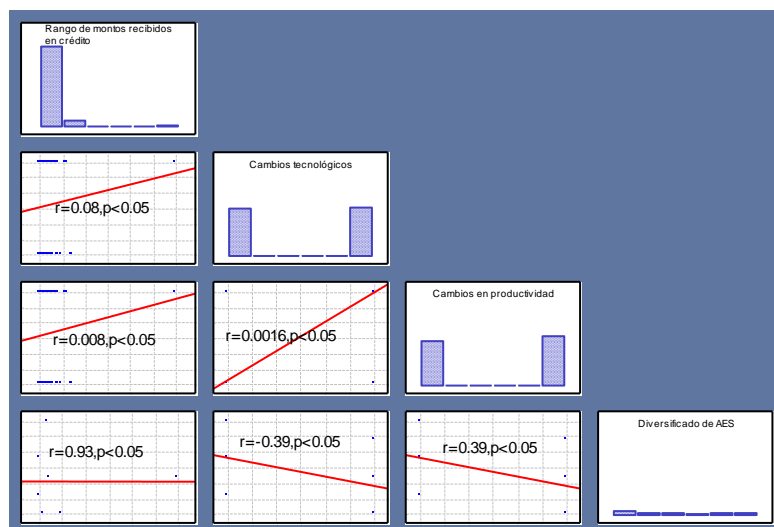 Rango de montos recibidos
en crédito
Cambios tecnológicos
r=0.08,p<0.05
Cambios en productividad
r=0.008,p<0.05
r=0.0016,p<0.05
Diversificado de AES
r=0.93,p<0.05
r=-0.39,p<0.05
r=0.39,p<0.05